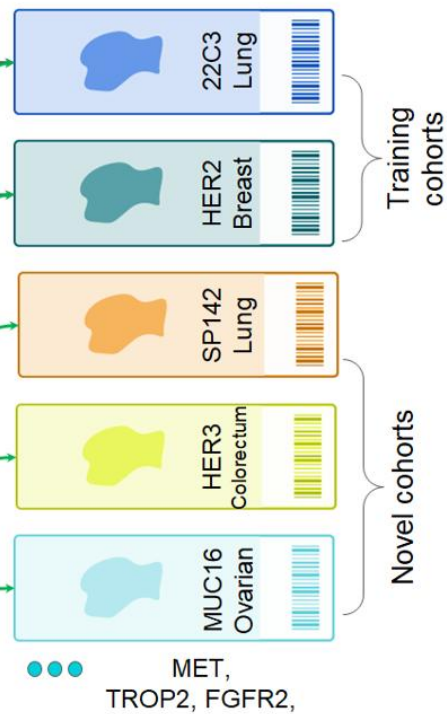 22C3
Lung
HER2
Breast
Training
cohorts
SP142
Lung
HER3
Colorectum
MUC16
Ovarian
Novel cohorts
MET,
TROP2, FGFR2,